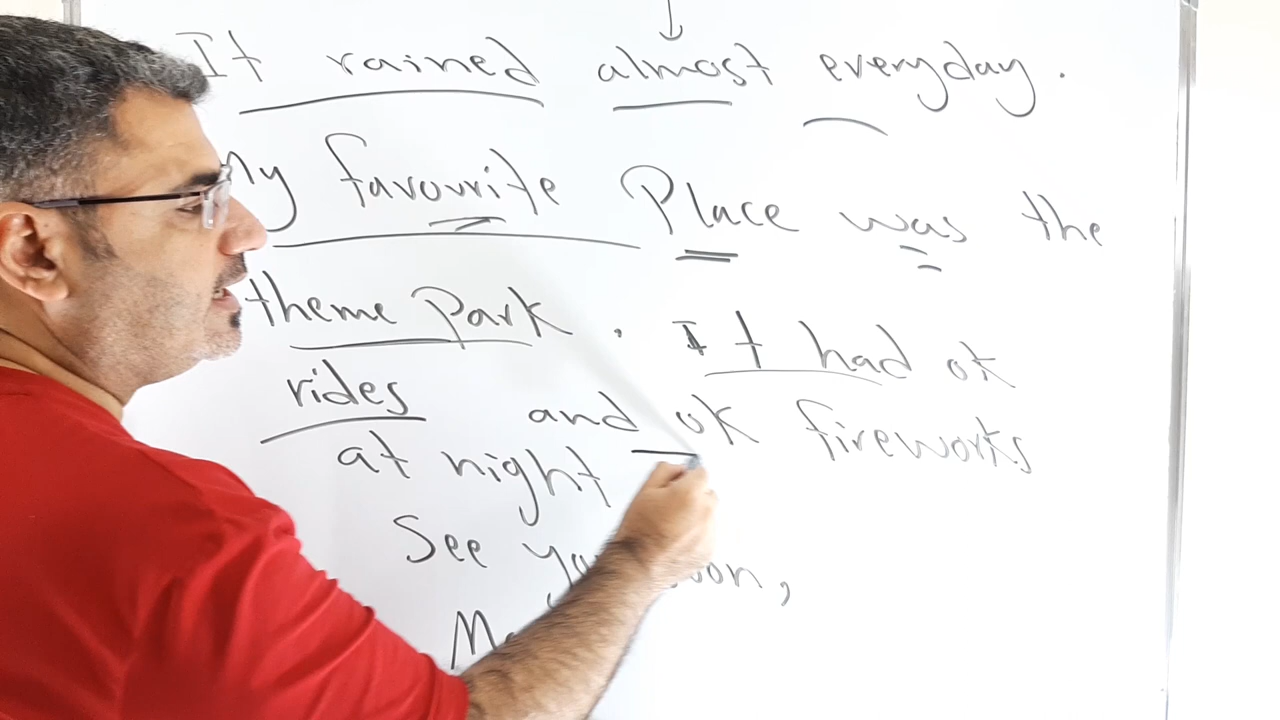 It rained almost everyday.
My favourite Place was the
theme Park. It had ok
rides and ok fireworks
at night
See